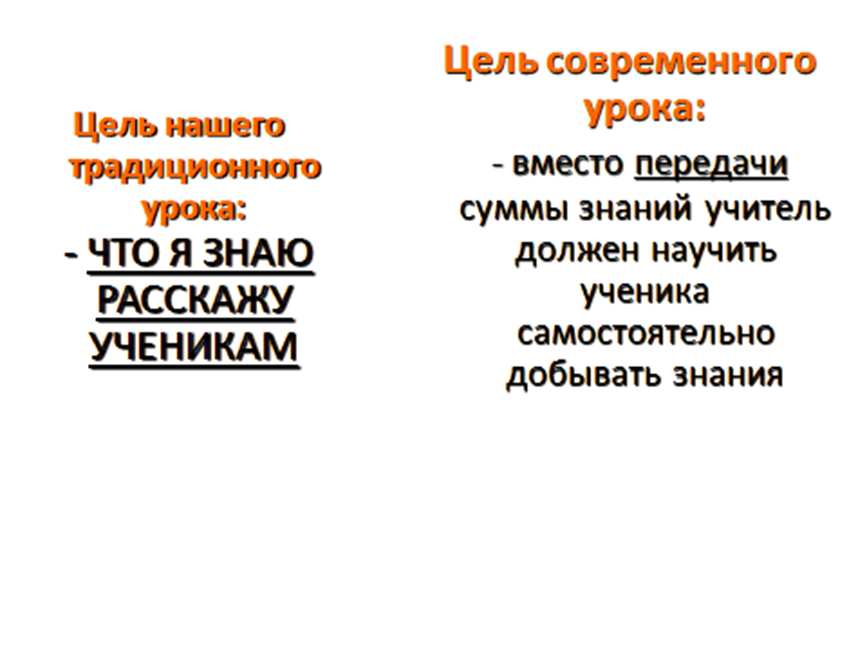 Цель нашего
традиционного
урока:
- ЧТО Я ЗНАЮ
РАССКАЖУ
УЧЕНИКАМ
Цель современного
урока:
- вместо передачи
суммы знаний учитель
должен научить
ученика
самостоятельно
добывать знания